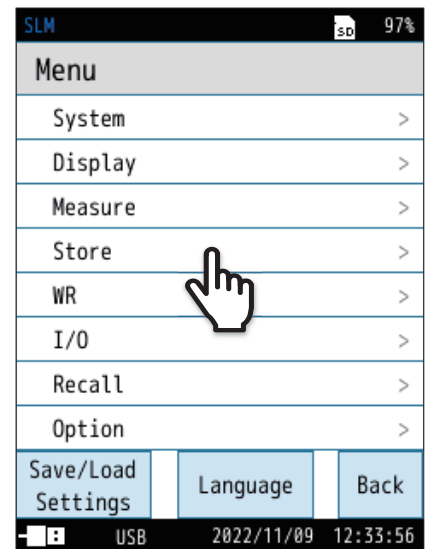 SLM SD 97%
Menu
System >
Display >
Measure >
Store >
WR >
I/O >
Recall >
Option >
Save/Load
Settings
Language
Back
USB 2022/11/09 12:33:56